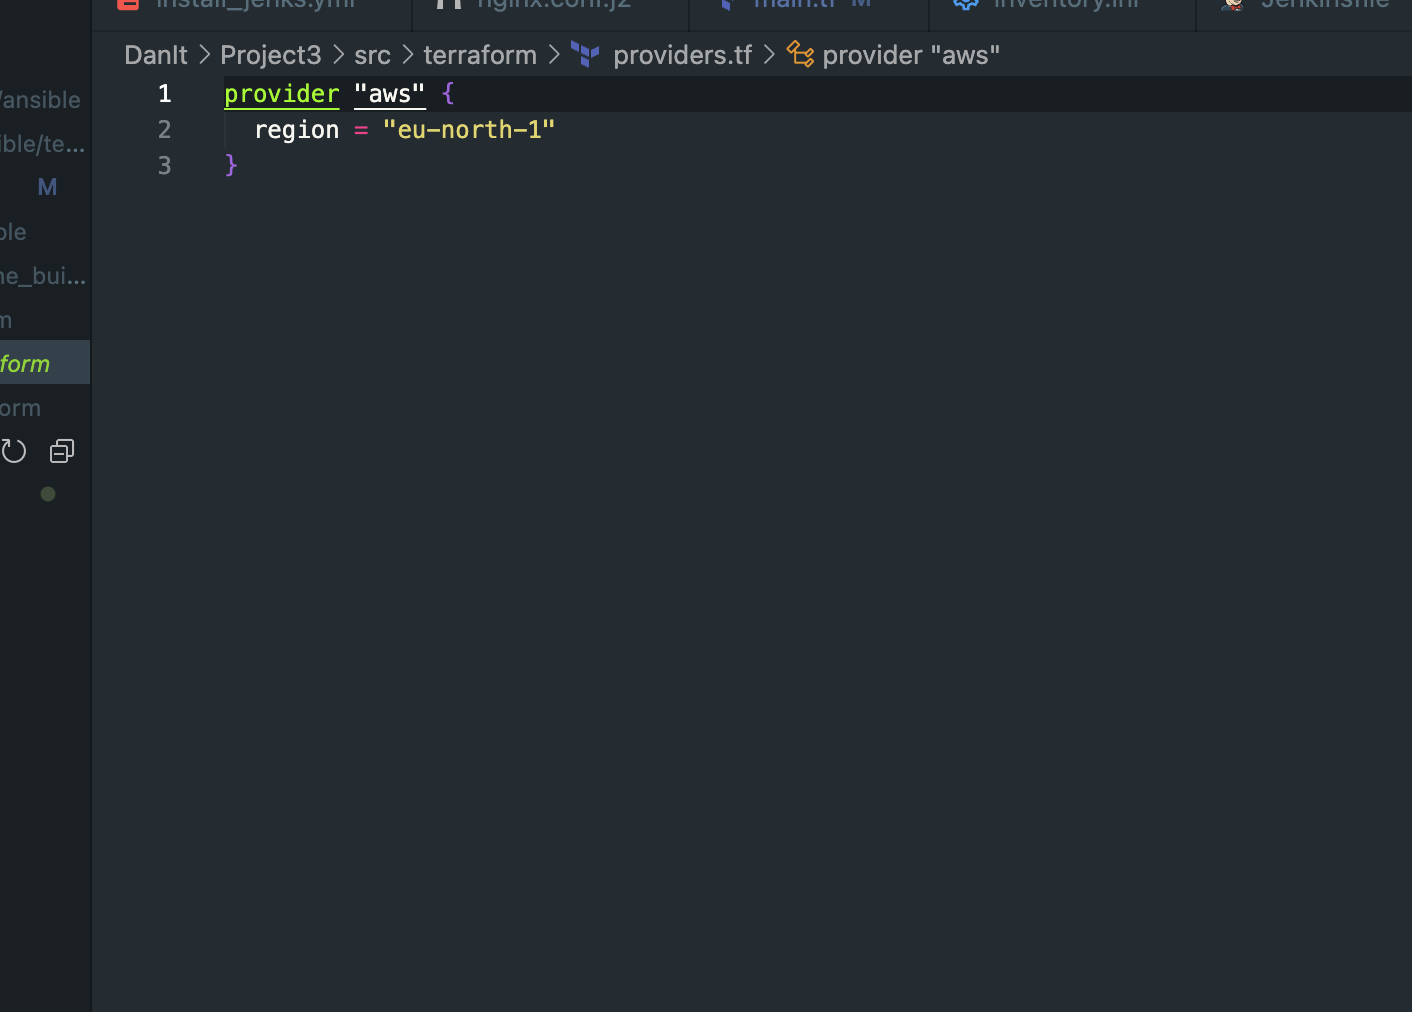 install_jenks.yml
nginx.conf.j2
main.tf M
inventory.ini
Jenkinsfile
DanIt > Project3 > src > terraform > providers.tf > provider "aws"
/ansible
ible/te...
M
ble
ne_bui...
m
form
orm
1 provider "aws" {
2 region = "eu-north-1"
3 }